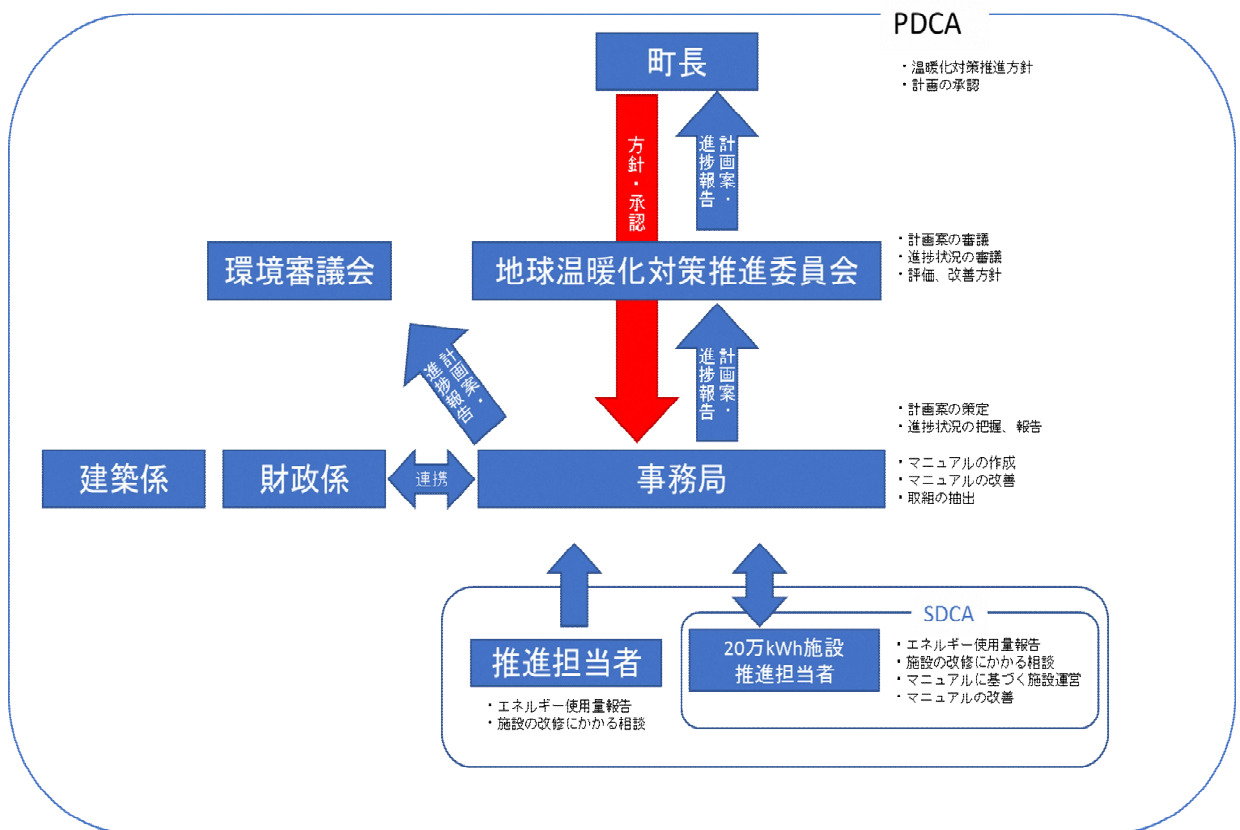 PDCA
町長
・温暖化対策推進方針
・計画の承認
方針・承認
計画案・
進捗報告
環境審議会
地球温暖化対策推進委員会
・計画案の審議
・進捗状況の審議
・評価、改善方針
計画案・
進捗報告
計画案・
進捗報告
・計画案の策定
・進捗状況の把握、報告
建築係
財政係
連携
事務局
・マニュアルの作成
・マニュアルの改善
・取組の抽出
SDCA
推進担当者
・エネルギー使用量報告
・施設の改修にかかる相談
20万kWh施設
推進担当者
・エネルギー使用量報告
・施設の改修にかかる相談
・マニュアルに基づく施設運営
・マニュアルの改善